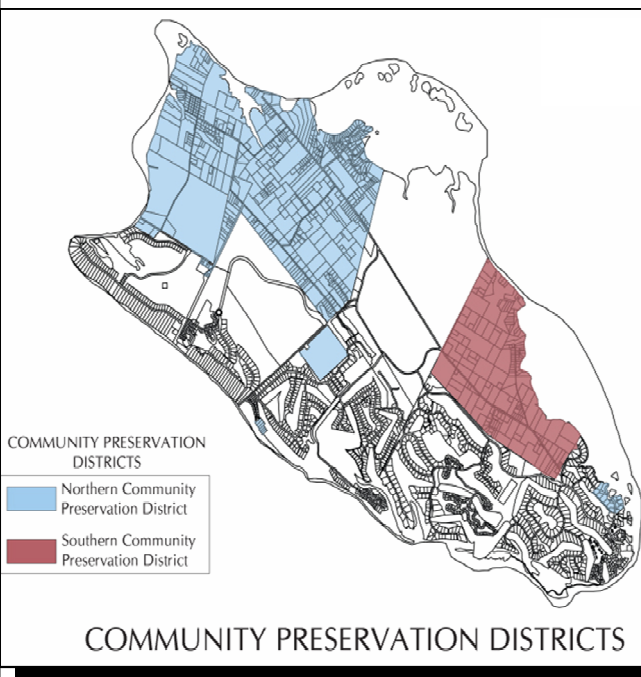 COMMUNITY PRESERVATION
DISTRICTS
Northern Community
Preservation District
Southern Community
Preservation District
COMMUNITY PRESERVATION DISTRICTS